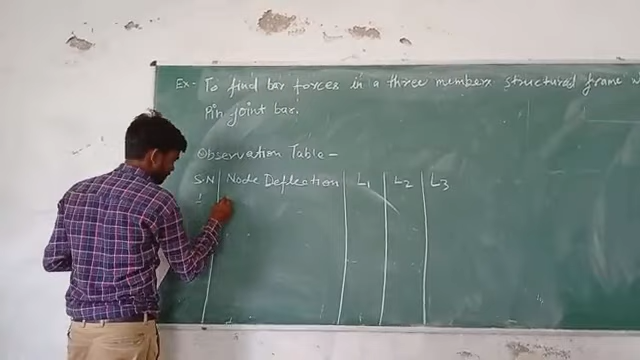 Ex- To find bar forces in a three members structural frame
Pin joint bar.
Observation Table-
S.N Node Deflection L1 L2 L3
1